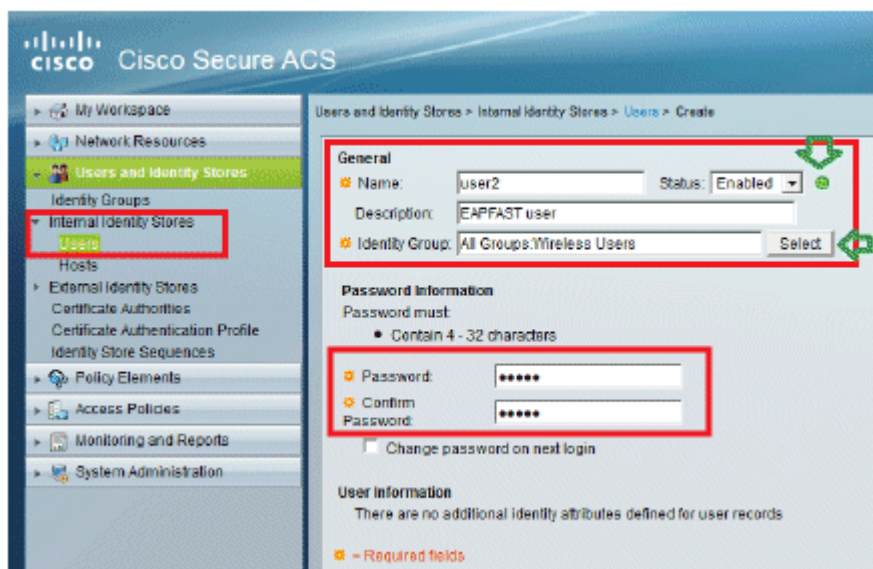 CISCO Cisco Secure ACS
My Workspace
Network Resources
Users and Identity Stores
Identity Groups
Internal Identity Stores
Users
Hosts
External Identity Stores
Certificate Authorities
Certificate Authentication Profile
Identity Store Sequences
Policy Elements
Access Policies
Monitoring and Reports
System Administration
Users and Identity Stores > Internal Identity Stores > Users > Create
General
Name: user2 Status: Enabled
Description: EAPFAST user
Identity Group: All Groups:Wireless Users Select
Password Information
Password must:
• Contain 4 - 32 characters
Password: •••••
Confirm
Password: •••••
Change password on next login
User Information
There are no additional identity attributes defined for user records
= Required fields